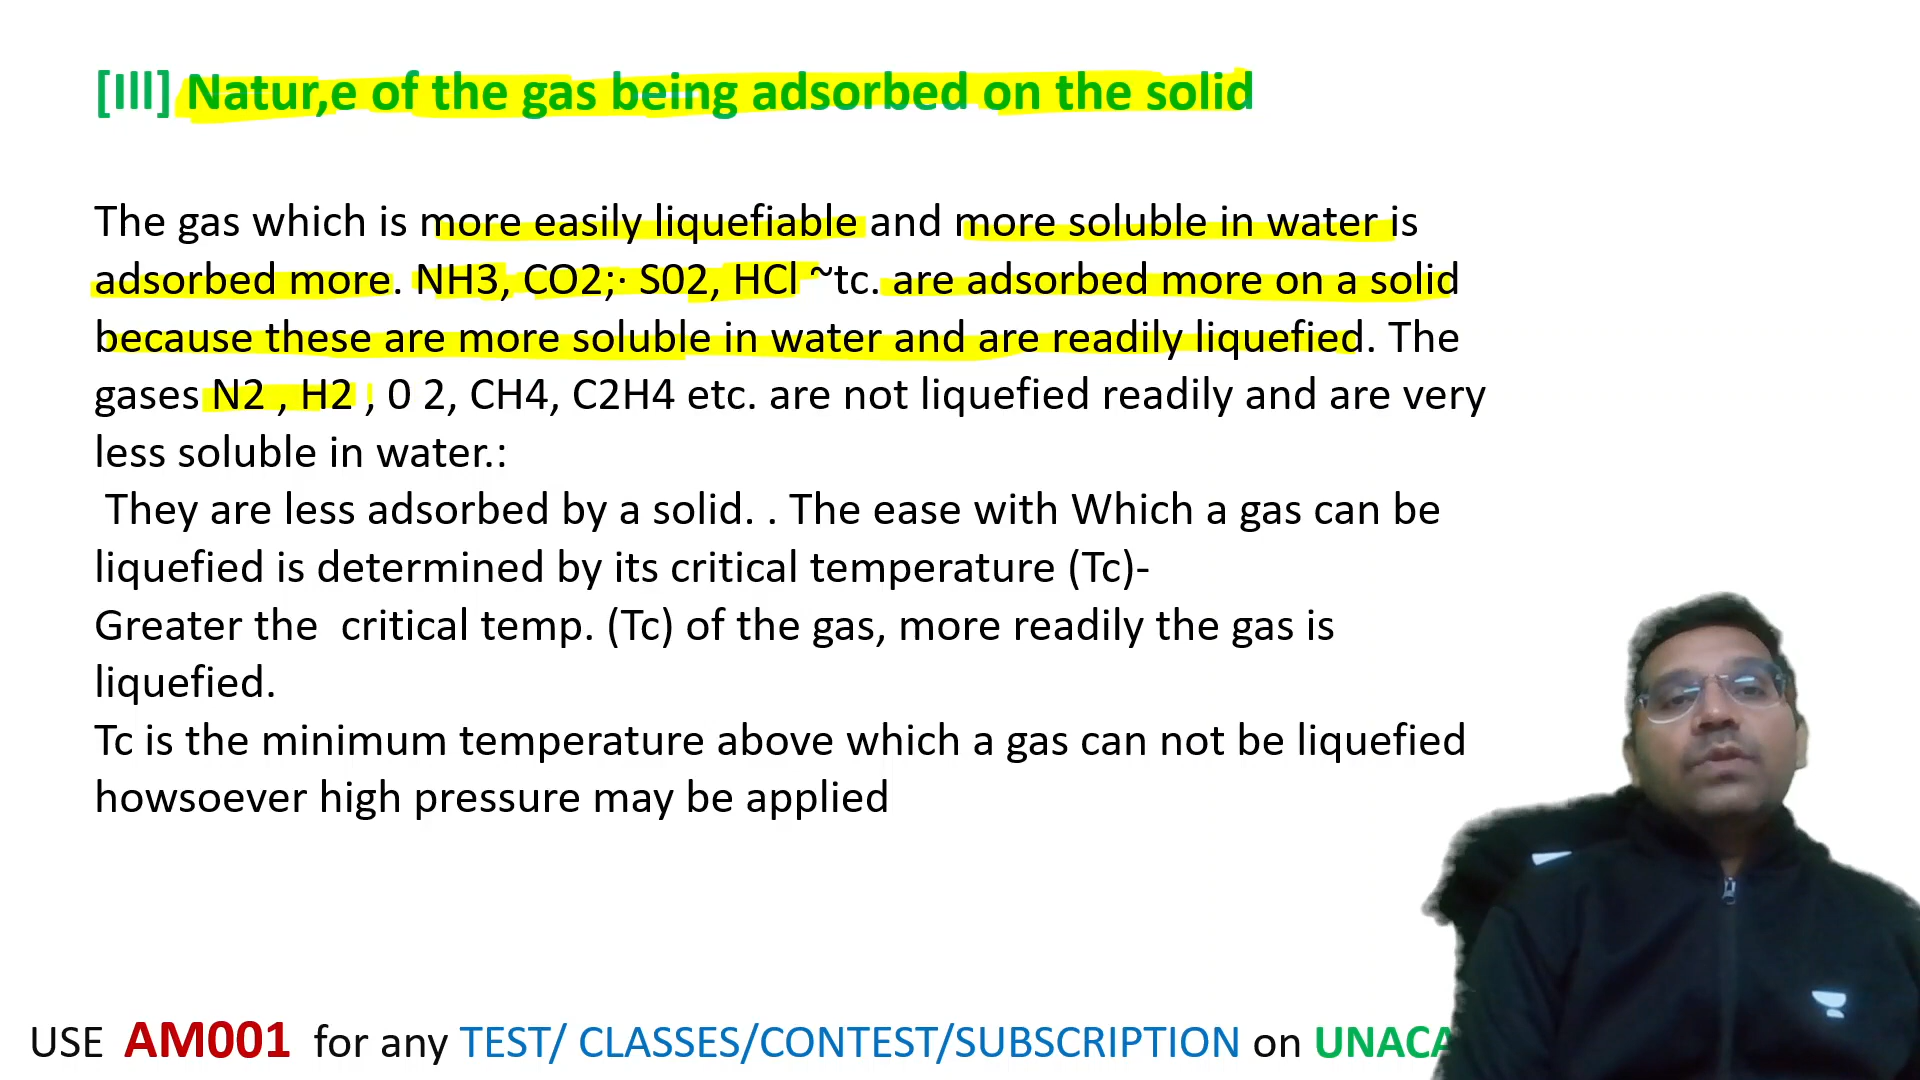 [Ill] Natur,e of the gas being adsorbed on the solid
The gas which is more easily liquefiable and more soluble in water is
adsorbed more. NH3, CO2;· S02, HCl ~tc. are adsorbed more on a solid
because these are more soluble in water and are readily liquefied. The
gases N2 , H2 , 0 2, CH4, C2H4 etc. are not liquefied readily and are very
less soluble in water.:
They are less adsorbed by a solid. . The ease with Which a gas can be
liquefied is determined by its critical temperature (Tc)-
Greater the critical temp. (Tc) of the gas, more readily the gas is
liquefied.
Tc is the minimum temperature above which a gas can not be liquefied
howsoever high pressure may be applied
USE AM001 for any TEST/ CLASSES/CONTEST/SUBSCRIPTION on UNACA